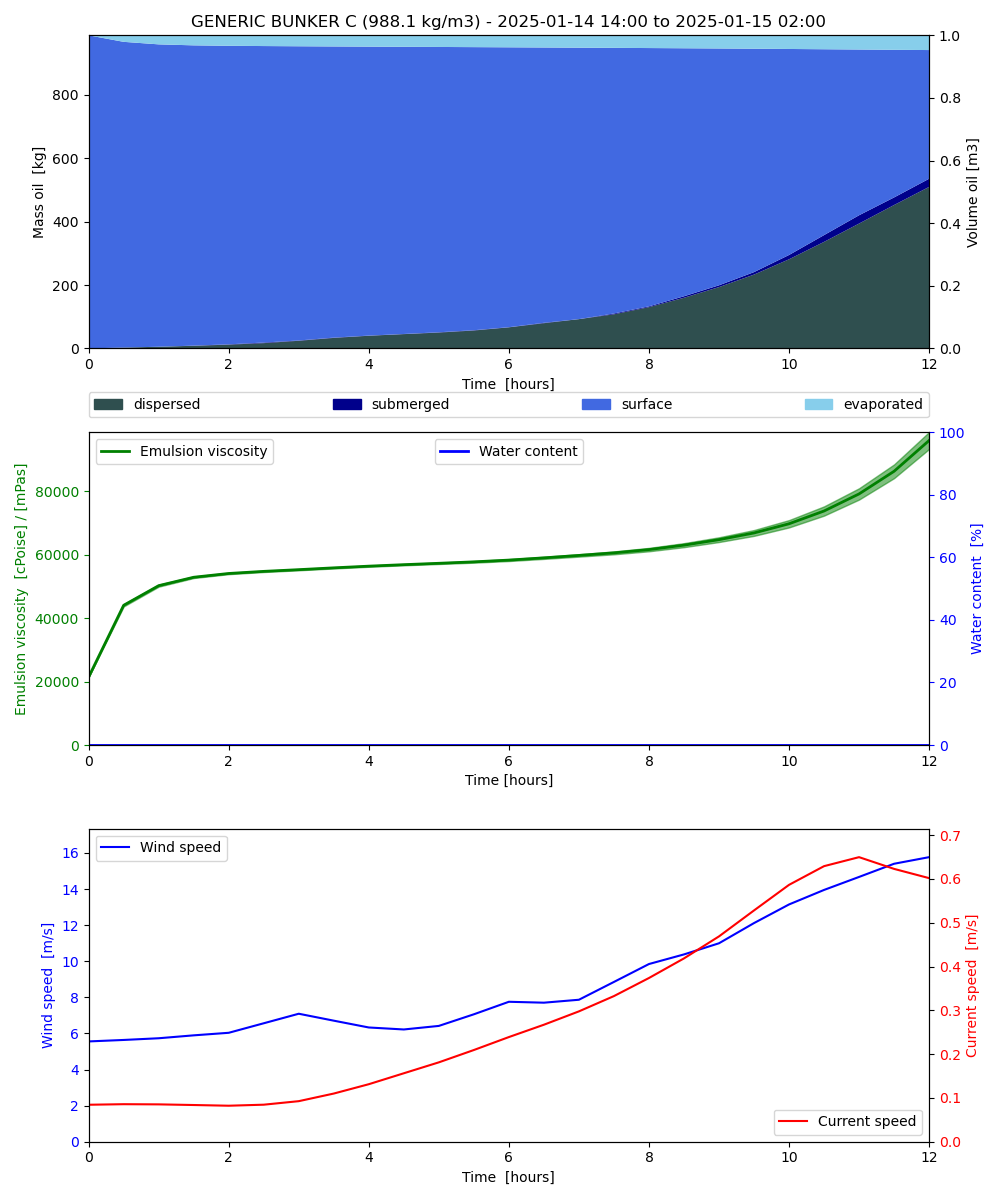 GENERIC BUNKER C (988.1 kg/m3) - 2025-01-14 14:00 to 2025-01-15 02:00
Mass oil [kg]
800
600
400
200
0
1.0
0.8
0.6
0.4
0.2
0.0
Volume oil [m3]
0 2 4 6 8 10 12
Time [hours]
dispersed submerged surface evaporated
Emulsion viscosity [cPoise] / [mPas]
80000
60000
40000
20000
0
Emulsion viscosity Water content
100
80
60
40
20
0
Water content [%]
0 2 4 6 8 10 12
Time [hours]
Wind speed [m/s]
16
14
12
10
8
6
4
2
0
Wind speed
0.7
0.6
0.5
0.4
0.3
0.2
0.1
0.0
Current speed [m/s]
Current speed
0 2 4 6 8 10 12
Time [hours]